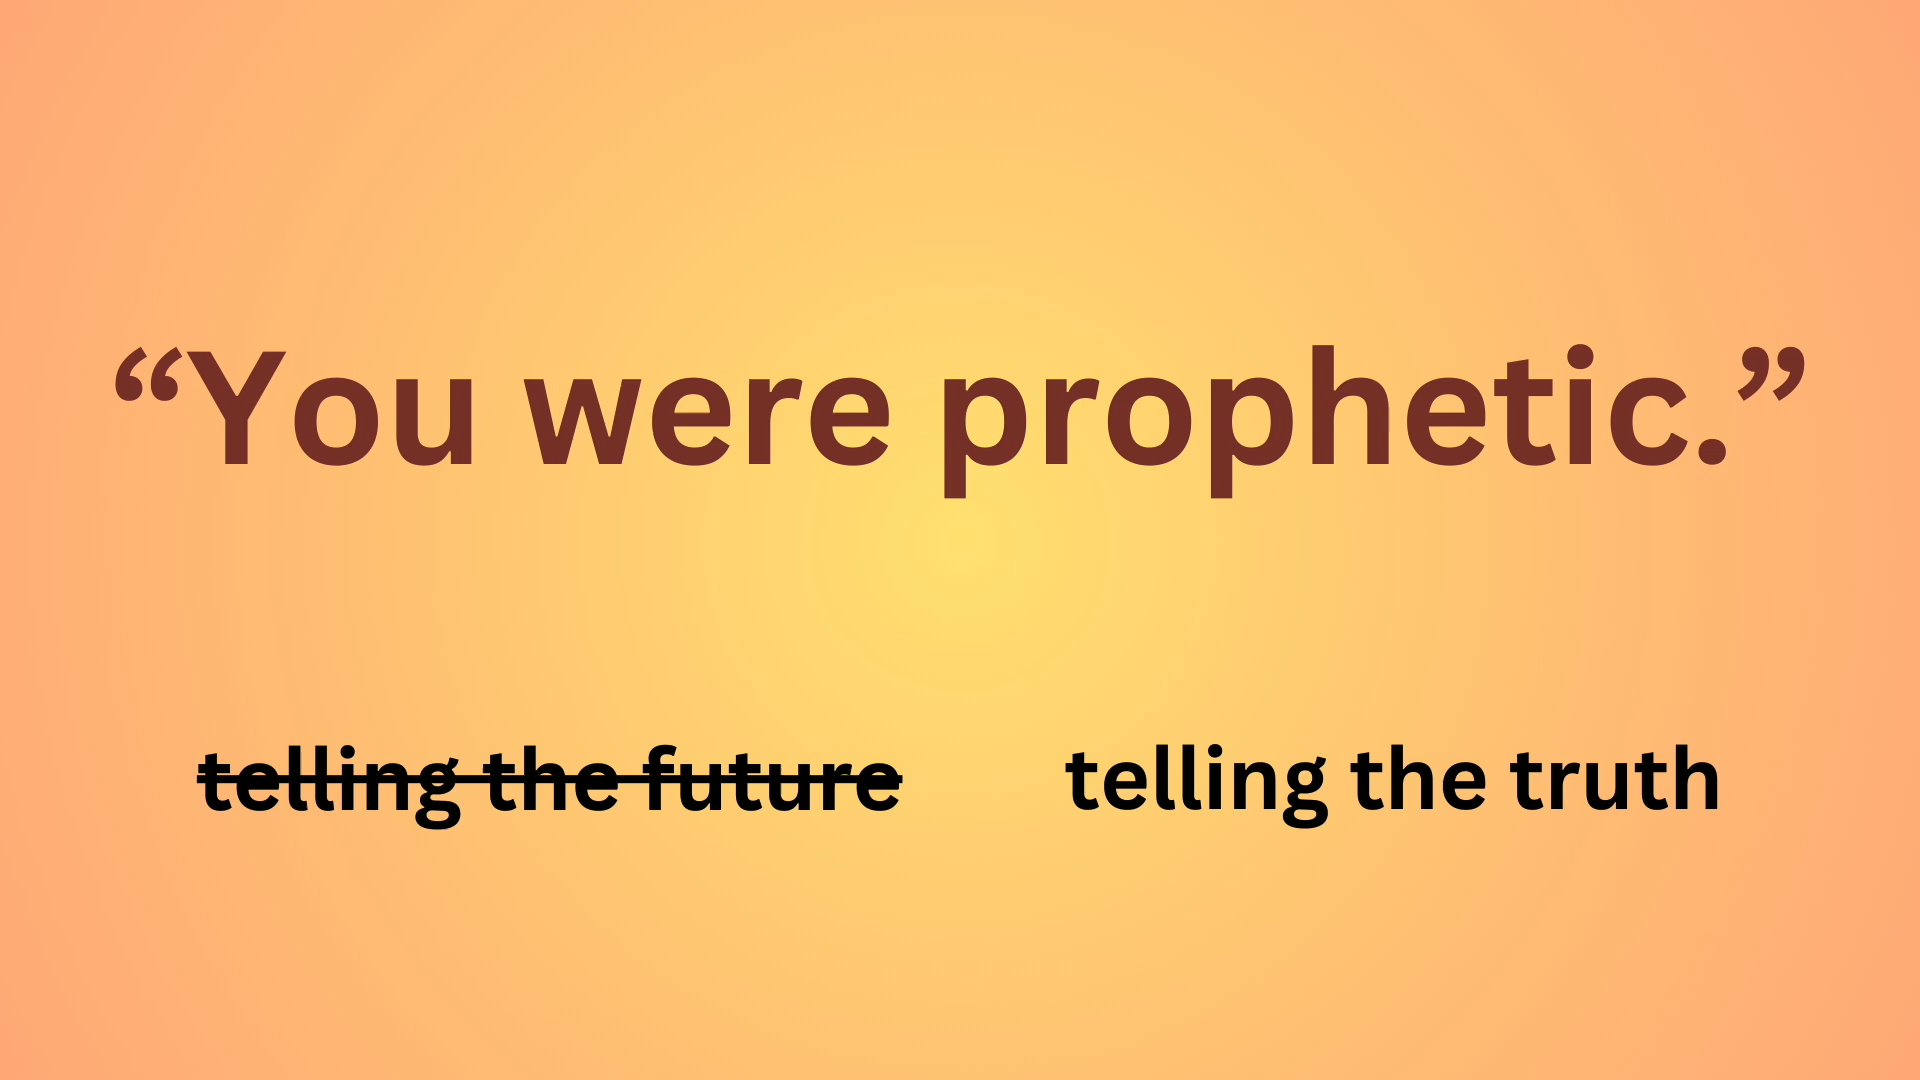 “You were prophetic.”
telling the future
telling the truth